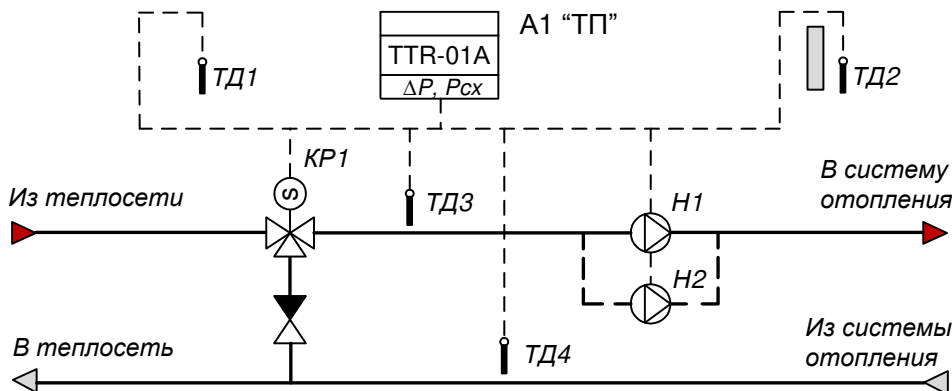 А1 “ТП”
TTR-01A
ΔP, Pcx
ТД1
ТД2
КР1
Из теплосети
ТД3
Н1
В систему
отопления
Н2
В теплосеть
ТД4
Из системы
отопления
S